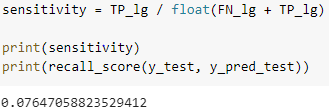 sensitivity = TP_lg / float(FN_lg + TP_lg)
print(sensitivity)
print(recall_score(y_test, y_pred_test))
0.07647058823529412